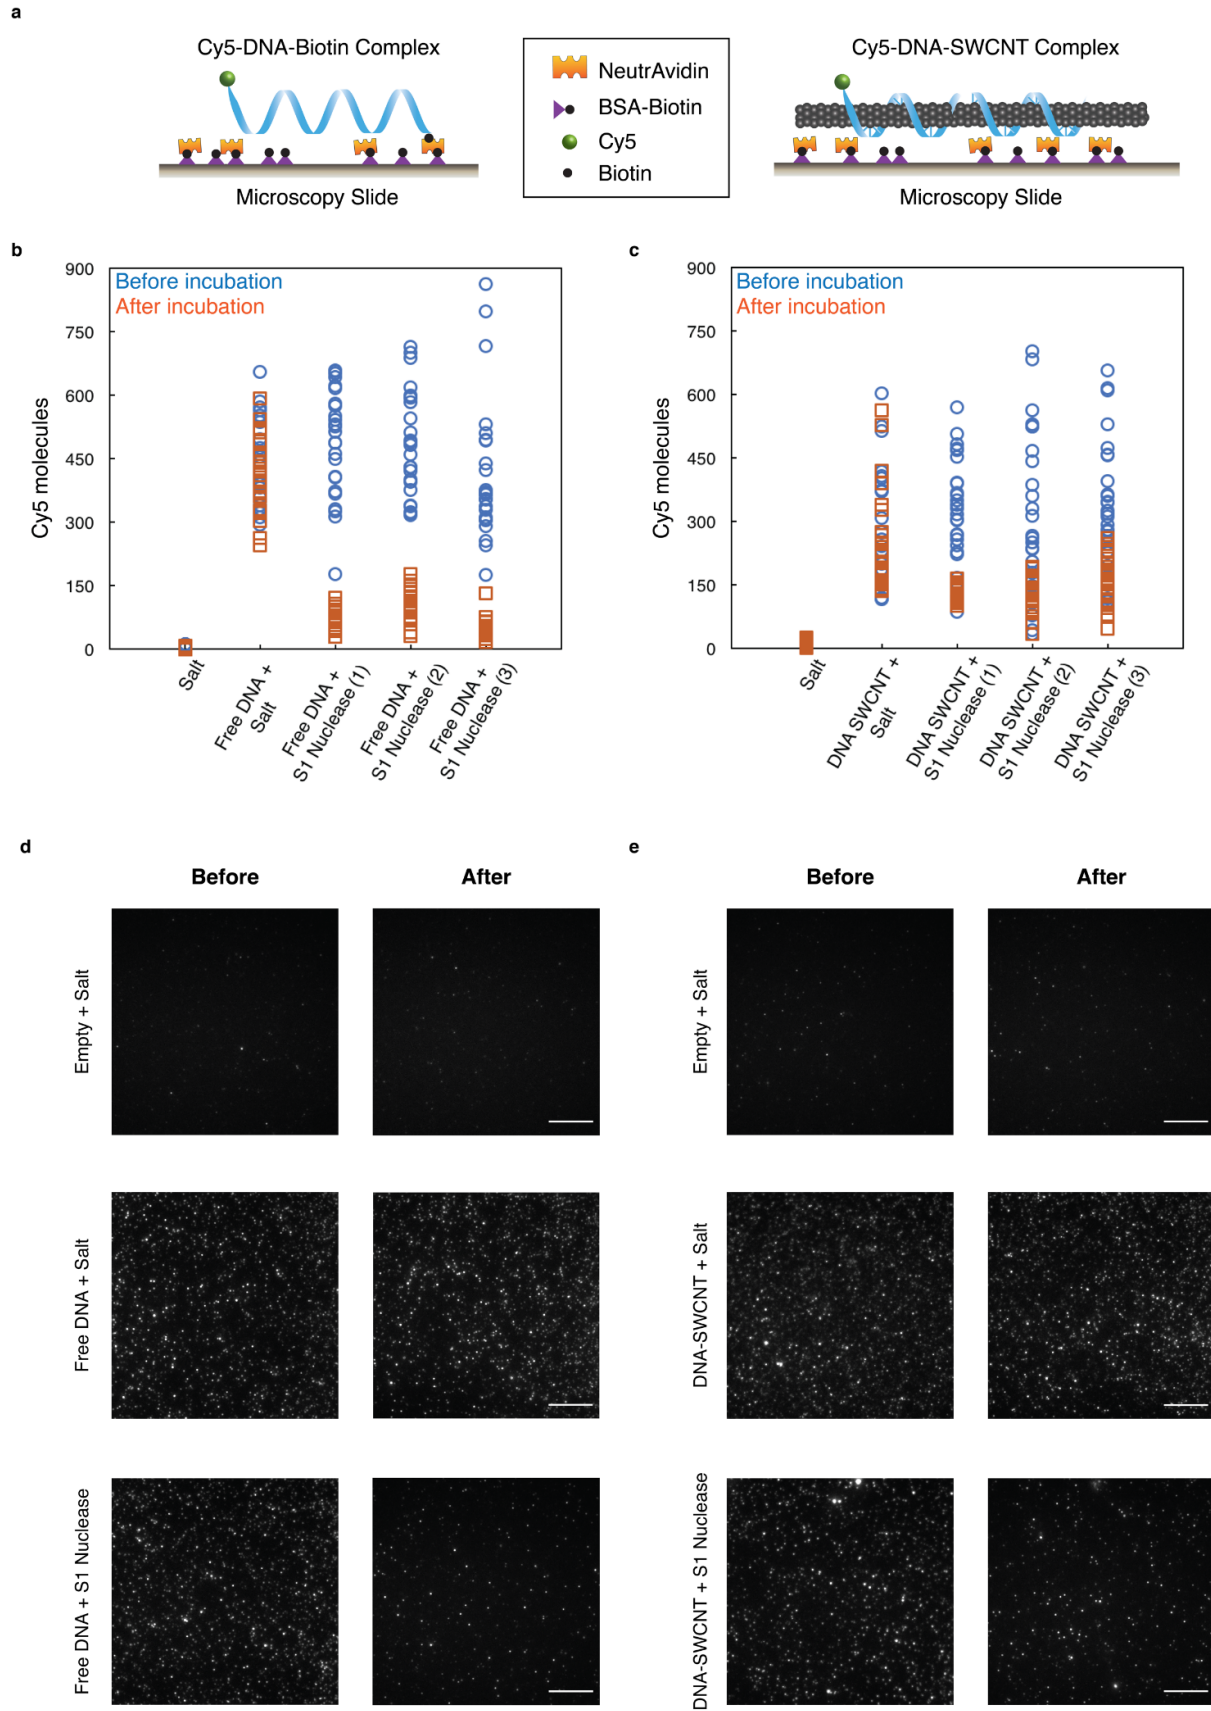 a
Cy5-DNA-Biotin Complex
Microscopy Slide
NeutrAvidin
BSA-Biotin
Cy5
Biotin
Cy5-DNA-SWCNT Complex
Microscopy Slide
b
Before incubation
After incubation
Cy5 molecules
900
750
600
450
300
150
0
Salt
Free DNA +
Salt
Free DNA +
S1 Nuclease (1)
Free DNA +
S1 Nuclease (2)
Free DNA +
S1 Nuclease (3)
c
Before incubation
After incubation
Cy5 molecules
900
750
600
450
300
150
0
Salt
DNA SWCNT +
Salt
DNA SWCNT +
S1 Nuclease (1)
DNA SWCNT +
S1 Nuclease (2)
DNA SWCNT +
S1 Nuclease (3)
d
Before
After
Empty + Salt
Free DNA + Salt
Free DNA + S1 Nuclease
e
Before
After
Empty + Salt
DNA-SWCNT + Salt
DNA-SWCNT + S1 Nuclease